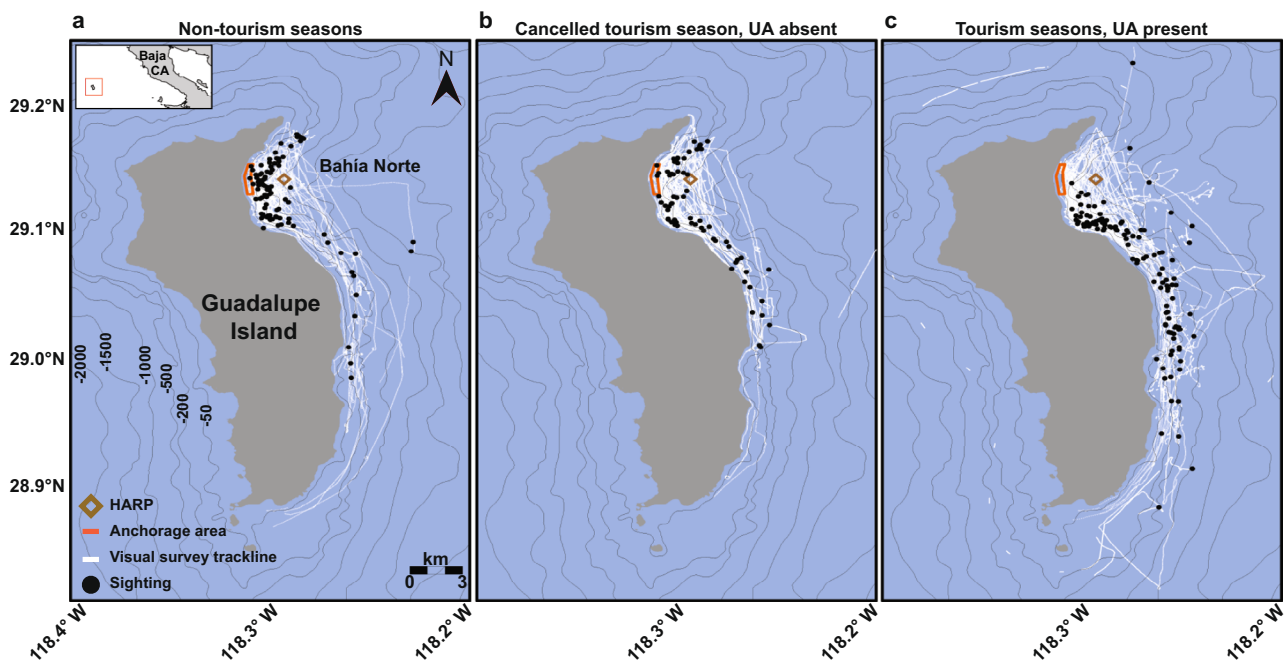 a
Non-tourism seasons
b
Cancelled tourism season, UA absent
c
Tourism seasons, UA present
Baja
CA
N
29.2°N
29.1°N
29.0°N
28.9°N
Bahía Norte
Guadalupe
Island
-2000
-1500
-1000
-500
-200
-50
HARP
Anchorage area
Visual survey trackline
Sighting
km
0 3
118.4° W
118.3° W
118.2° W
118.3° W
118.2° W
118.3° W
118.2° W